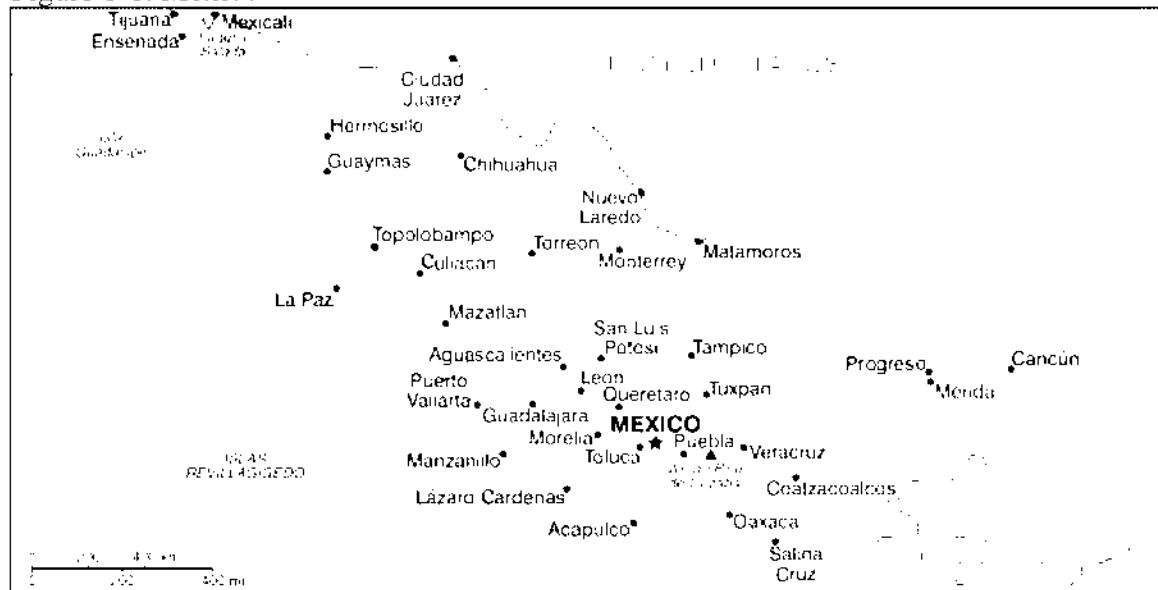 Tijuana
Mexicali
Ensenada
Ciudad
Juarez
Hermosillo
Guaymas
Chihuahua
Nuevo
Laredo
Topolobampo
Torreon
Monterrey
Matamoros
Culiacan
La Paz
Mazatlan
San Luis
Potosi
Tampico
Aguascalientes
Progreso
Cancún
Merida
Puerto
Vallarta
Leon
Queretaro
Tuxpan
Guadalajara
MEXICO
Morelia
Puebla
Toluca
Veracruz
Manzanillo
ISLAS
REVILLAGIGEDO
Lázaro Cardenas
Coatzacoalcos
Acapulco
Oaxaca
Salina
Cruz
400 mi